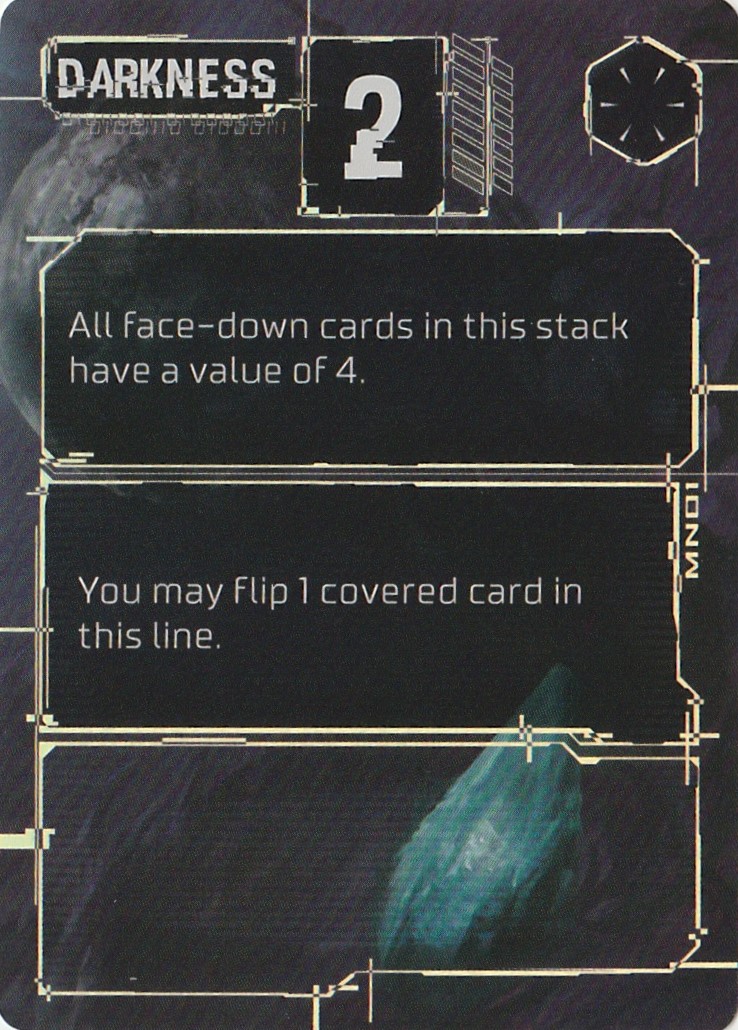 DARKNESS
2
All face-down cards in this stack
have a value of 4.
MN01
You may flip 1 covered card in
this line.